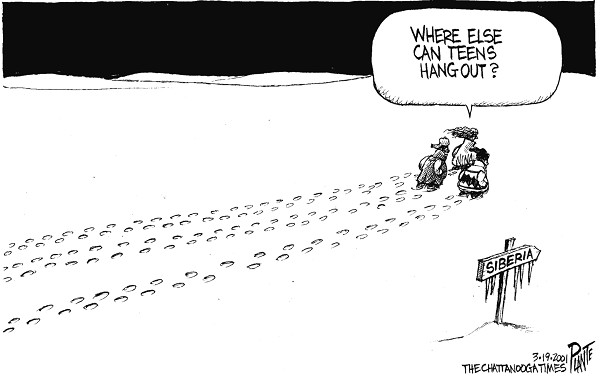 WHERE ELSE
CAN TEENS
HANG OUT?
SIBERIA
3.19.2001
THE CHATTANOOGA TIMES
PLANTE